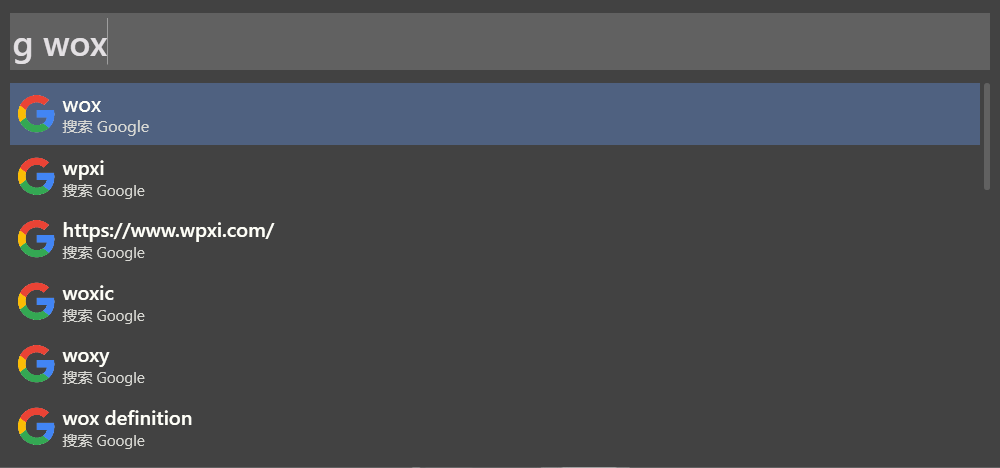 g wox
wox
搜索 Google
wpxi
搜索 Google
https://www.wpxi.com/
搜索 Google
woxic
搜索 Google
woxy
搜索 Google
wox definition
搜索 Google